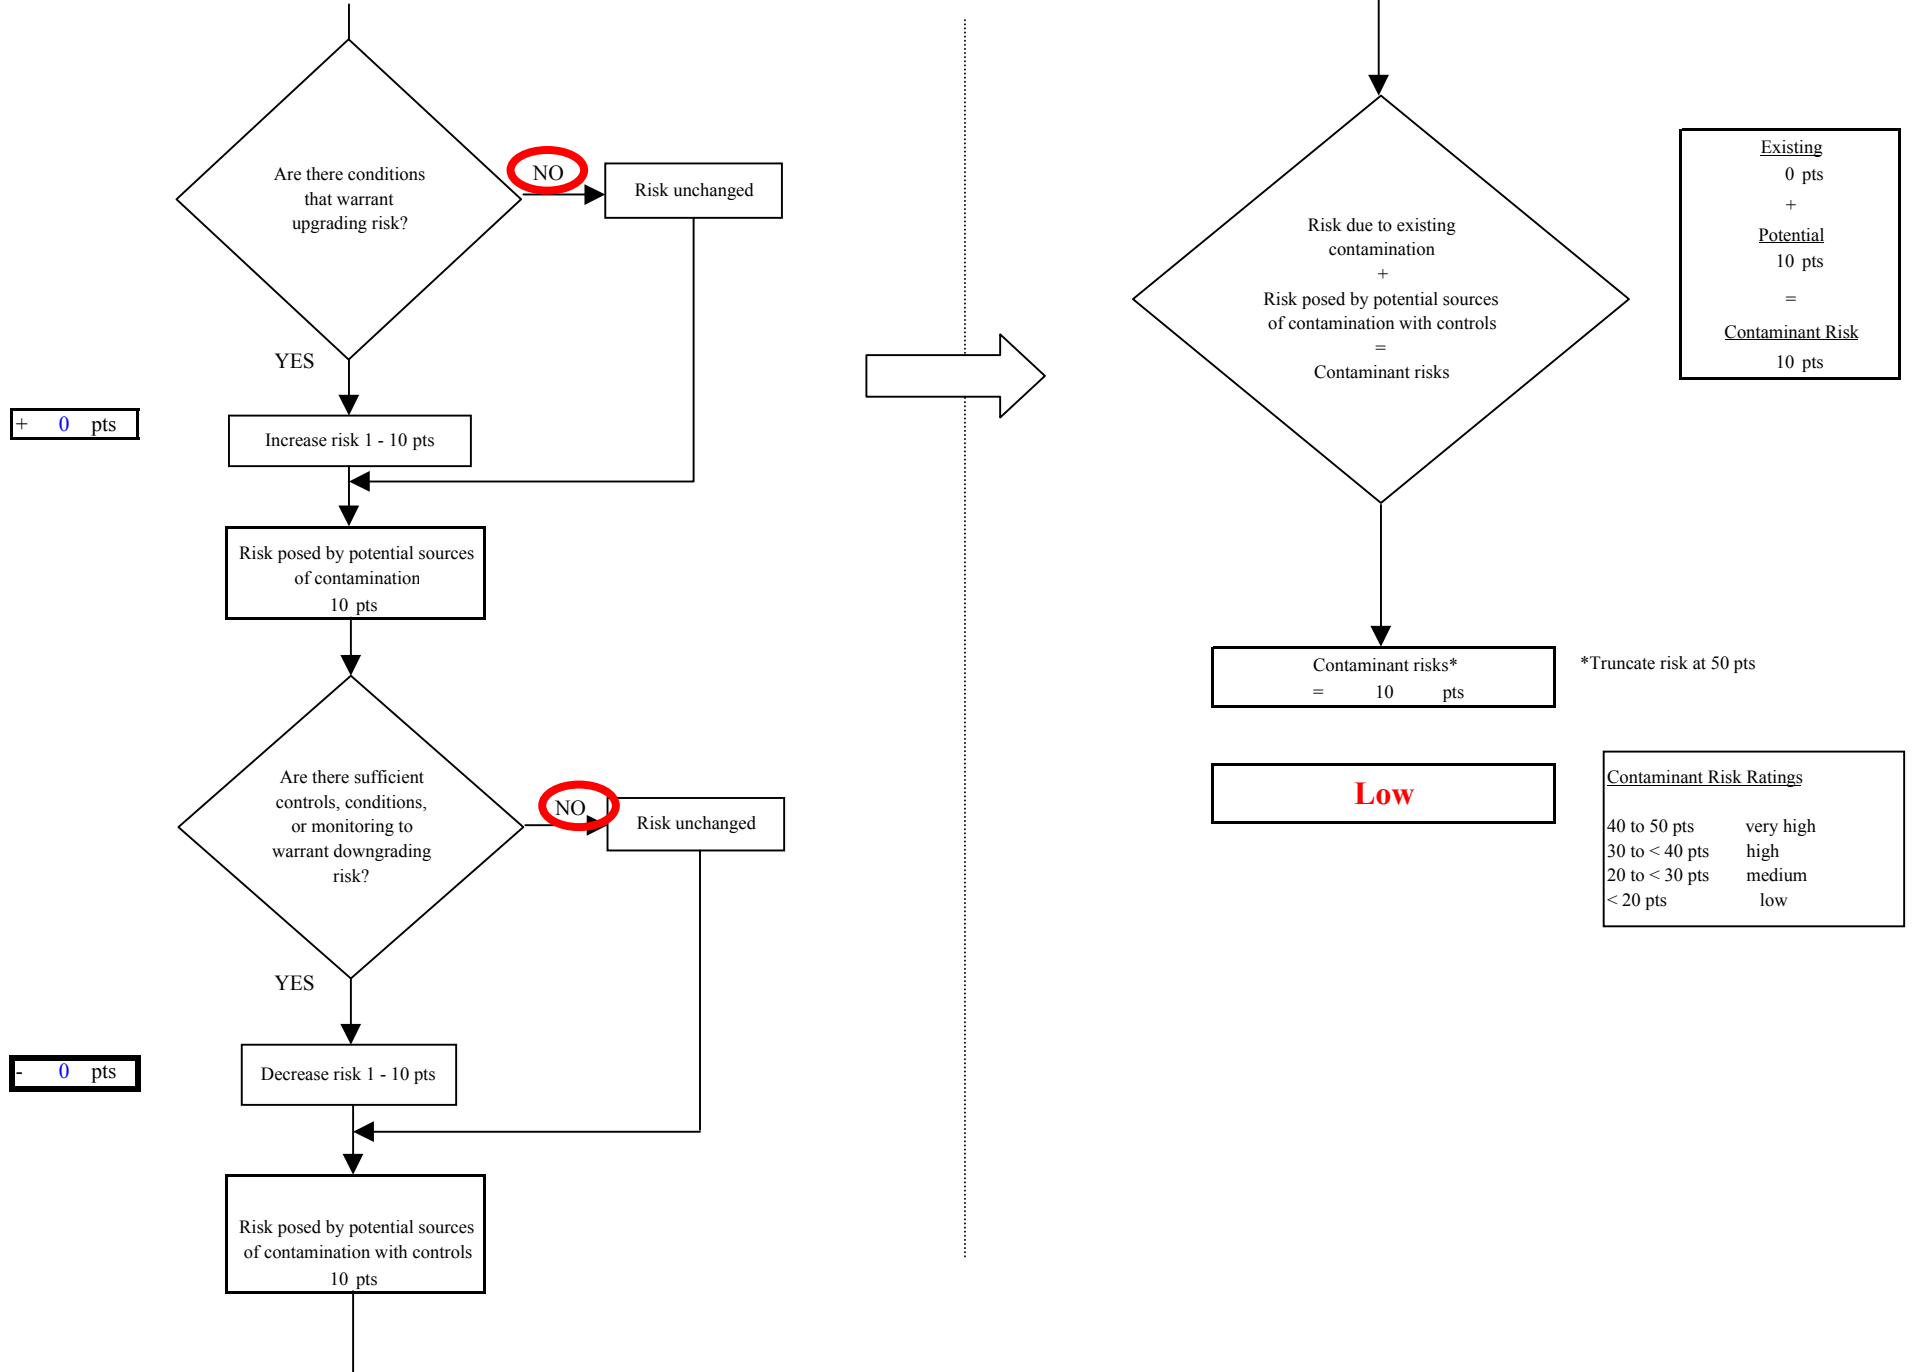 Are there conditions
that warrant
upgrading risk?
NO
Risk unchanged
YES
+ 0 pts
Increase risk 1 - 10 pts
Risk posed by potential sources
of contamination
10 pts
Are there sufficient
controls, conditions,
or monitoring to
warrant downgrading
risk?
NO
Risk unchanged
YES
- 0 pts
Decrease risk 1 - 10 pts
Risk posed by potential sources
of contamination with controls
10 pts
Risk due to existing
contamination
+
Risk posed by potential sources
of contamination with controls
=
Contaminant risks
Existing
0 pts
+
Potential
10 pts
=
Contaminant Risk
10 pts
Contaminant risks*
= 10 pts
*Truncate risk at 50 pts
Low
Contaminant Risk Ratings
40 to 50 pts very high
30 to < 40 pts high
20 to < 30 pts medium
< 20 pts low